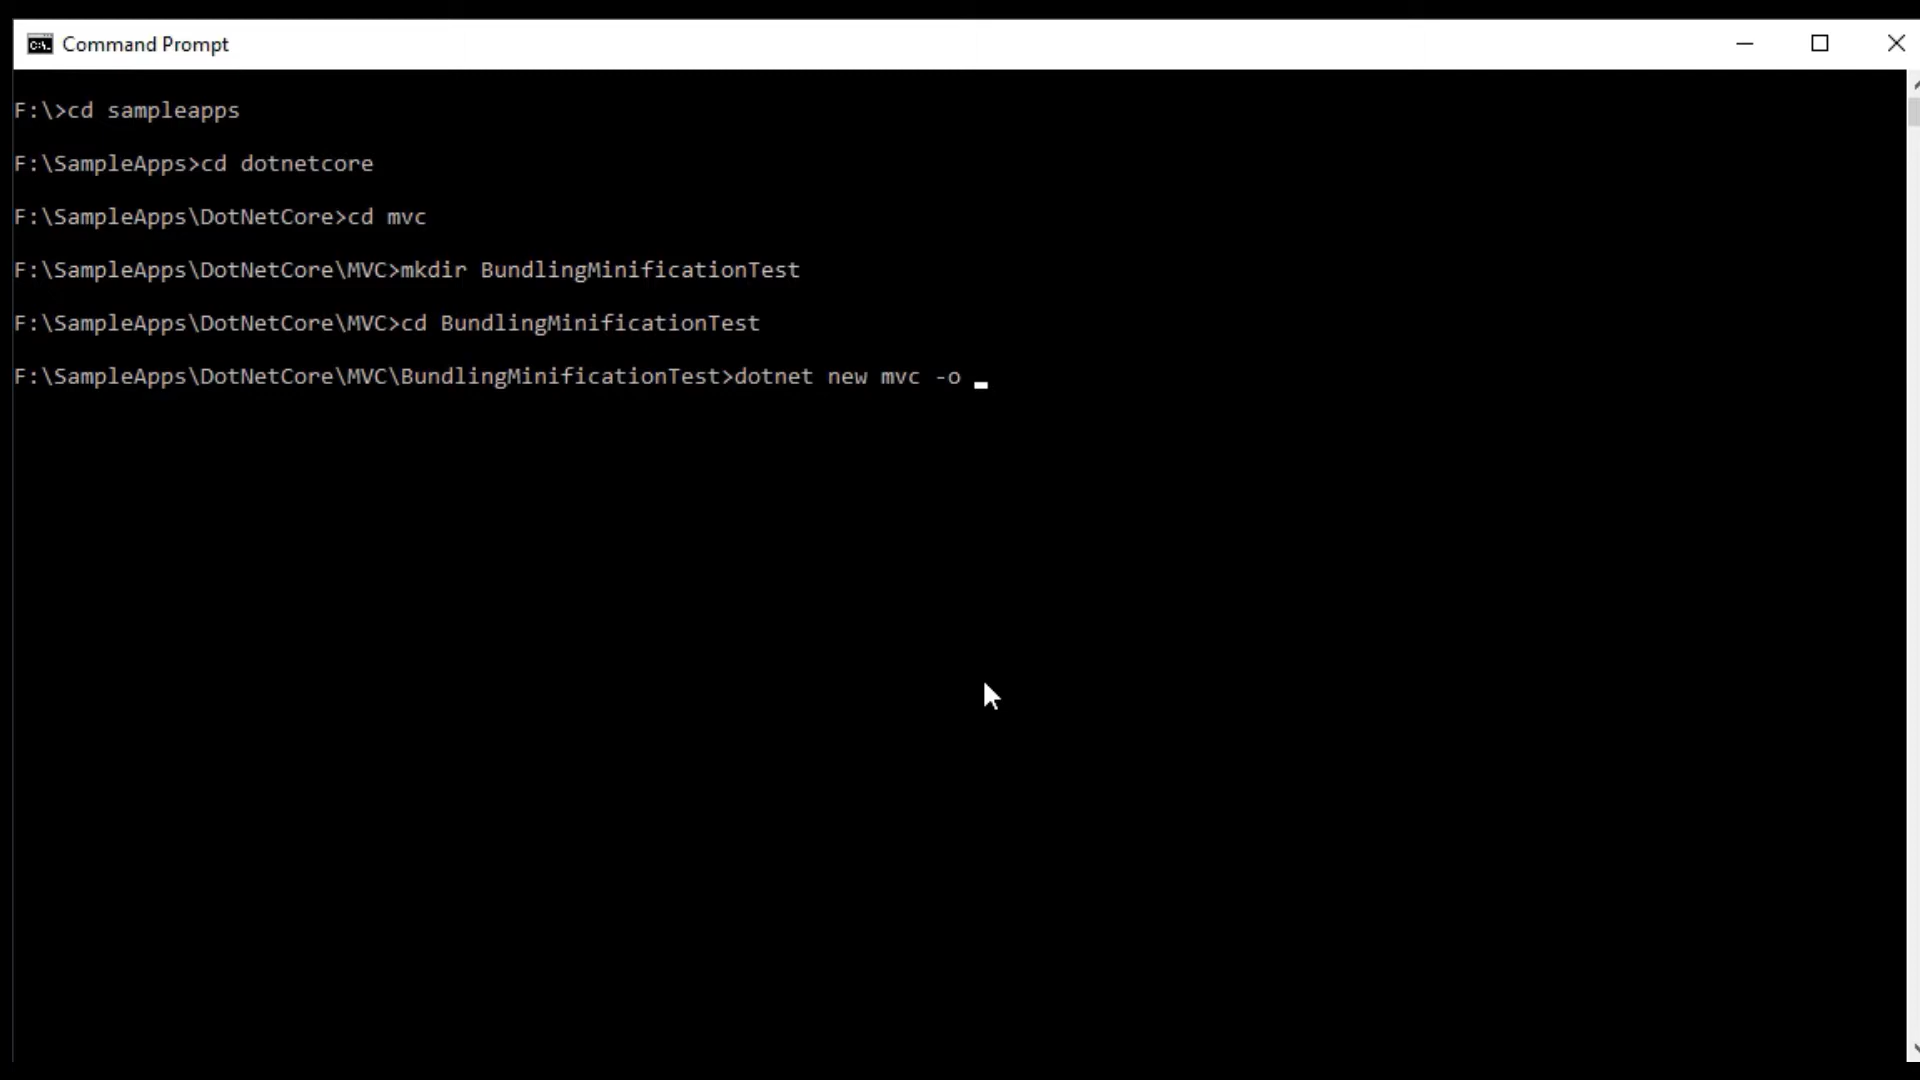 Command Prompt
F:\>cd sampleapps
F:\SampleApps>cd dotnetcore
F:\SampleApps\DotNetCore>cd mvc
F:\SampleApps\DotNetCore\MVC>mkdir BundlingMinificationTest
F:\SampleApps\DotNetCore\MVC>cd BundlingMinificationTest
F:\SampleApps\DotNetCore\MVC\BundlingMinificationTest>dotnet new mvc -o